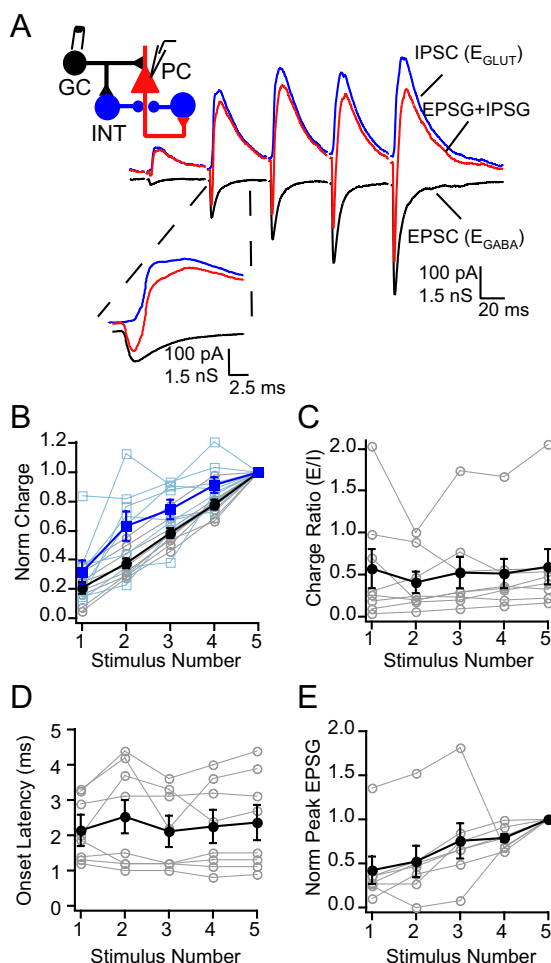 A
GC
PC
INT
IPSC (E_GLUT)
EPSG+IPSG
EPSC (E_GABA)
100 pA
1.5 nS
20 ms
100 pA
1.5 nS
2.5 ms
B
Norm Charge
1.2
1.0
0.8
0.6
0.4
0.2
0.0
1 2 3 4 5
Stimulus Number
C
Charge Ratio (E/I)
2.0
1.5
1.0
0.5
0.0
1 2 3 4 5
Stimulus Number
D
Onset Latency (ms)
5
4
3
2
1
0
1 2 3 4 5
Stimulus Number
E
Norm Peak EPSG
2.0
1.5
1.0
0.5
0.0
1 2 3 4 5
Stimulus Number